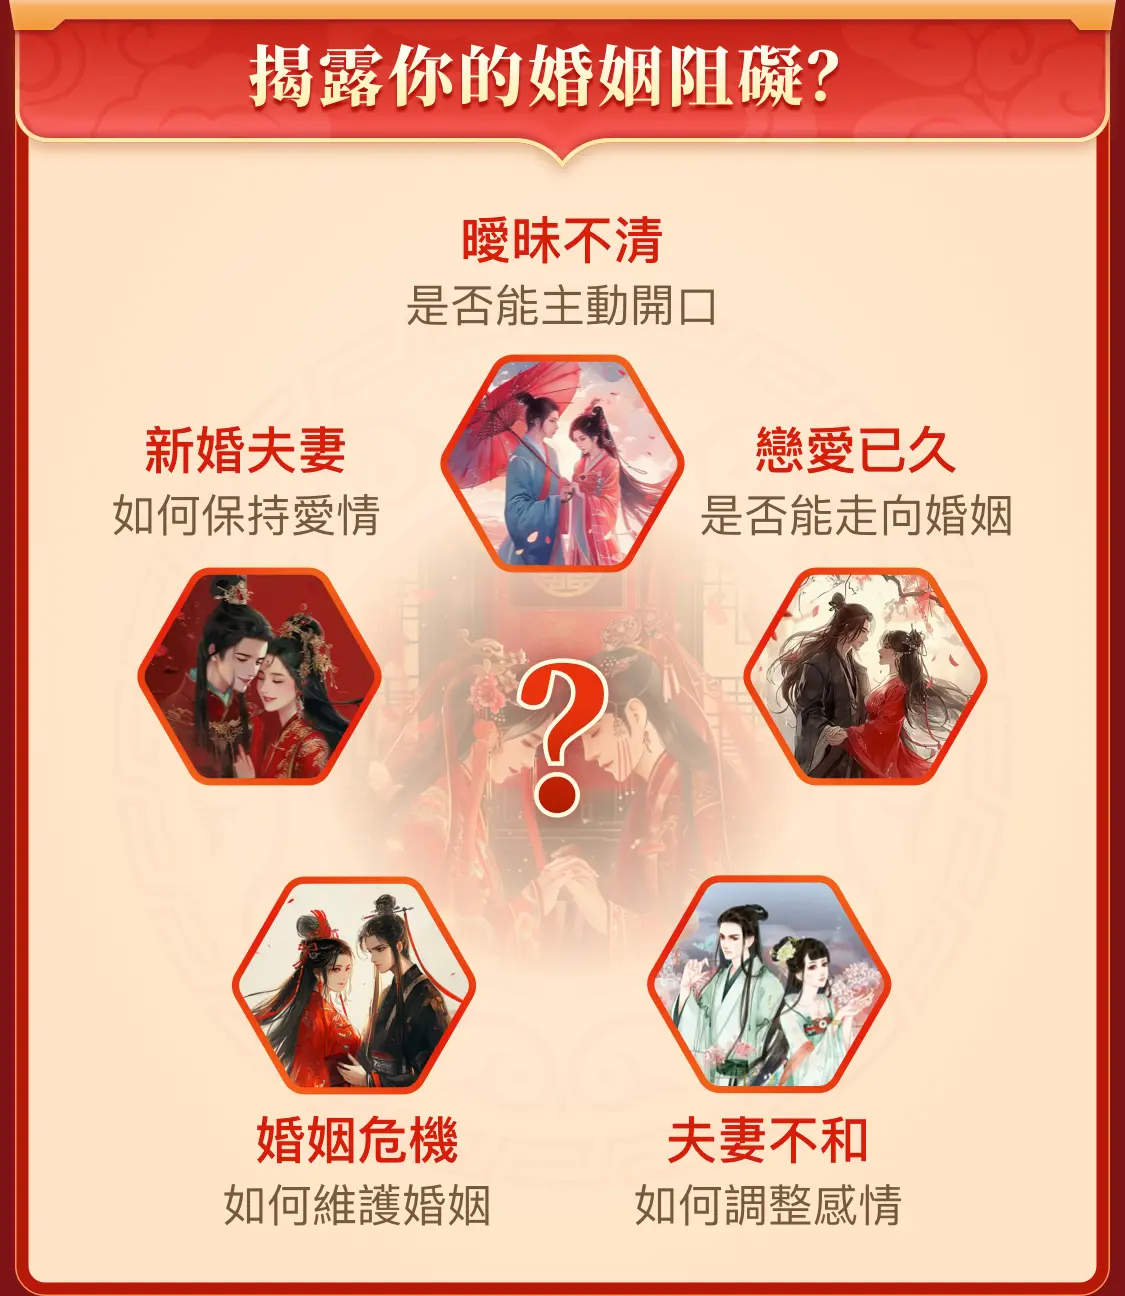 揭露你的婚姻阻礙?
曖昧不清
是否能主動開口
新婚夫妻
如何保持愛情
戀愛已久
是否能走向婚姻
?
婚姻危機
如何維護婚姻
夫妻不和
如何調整感情